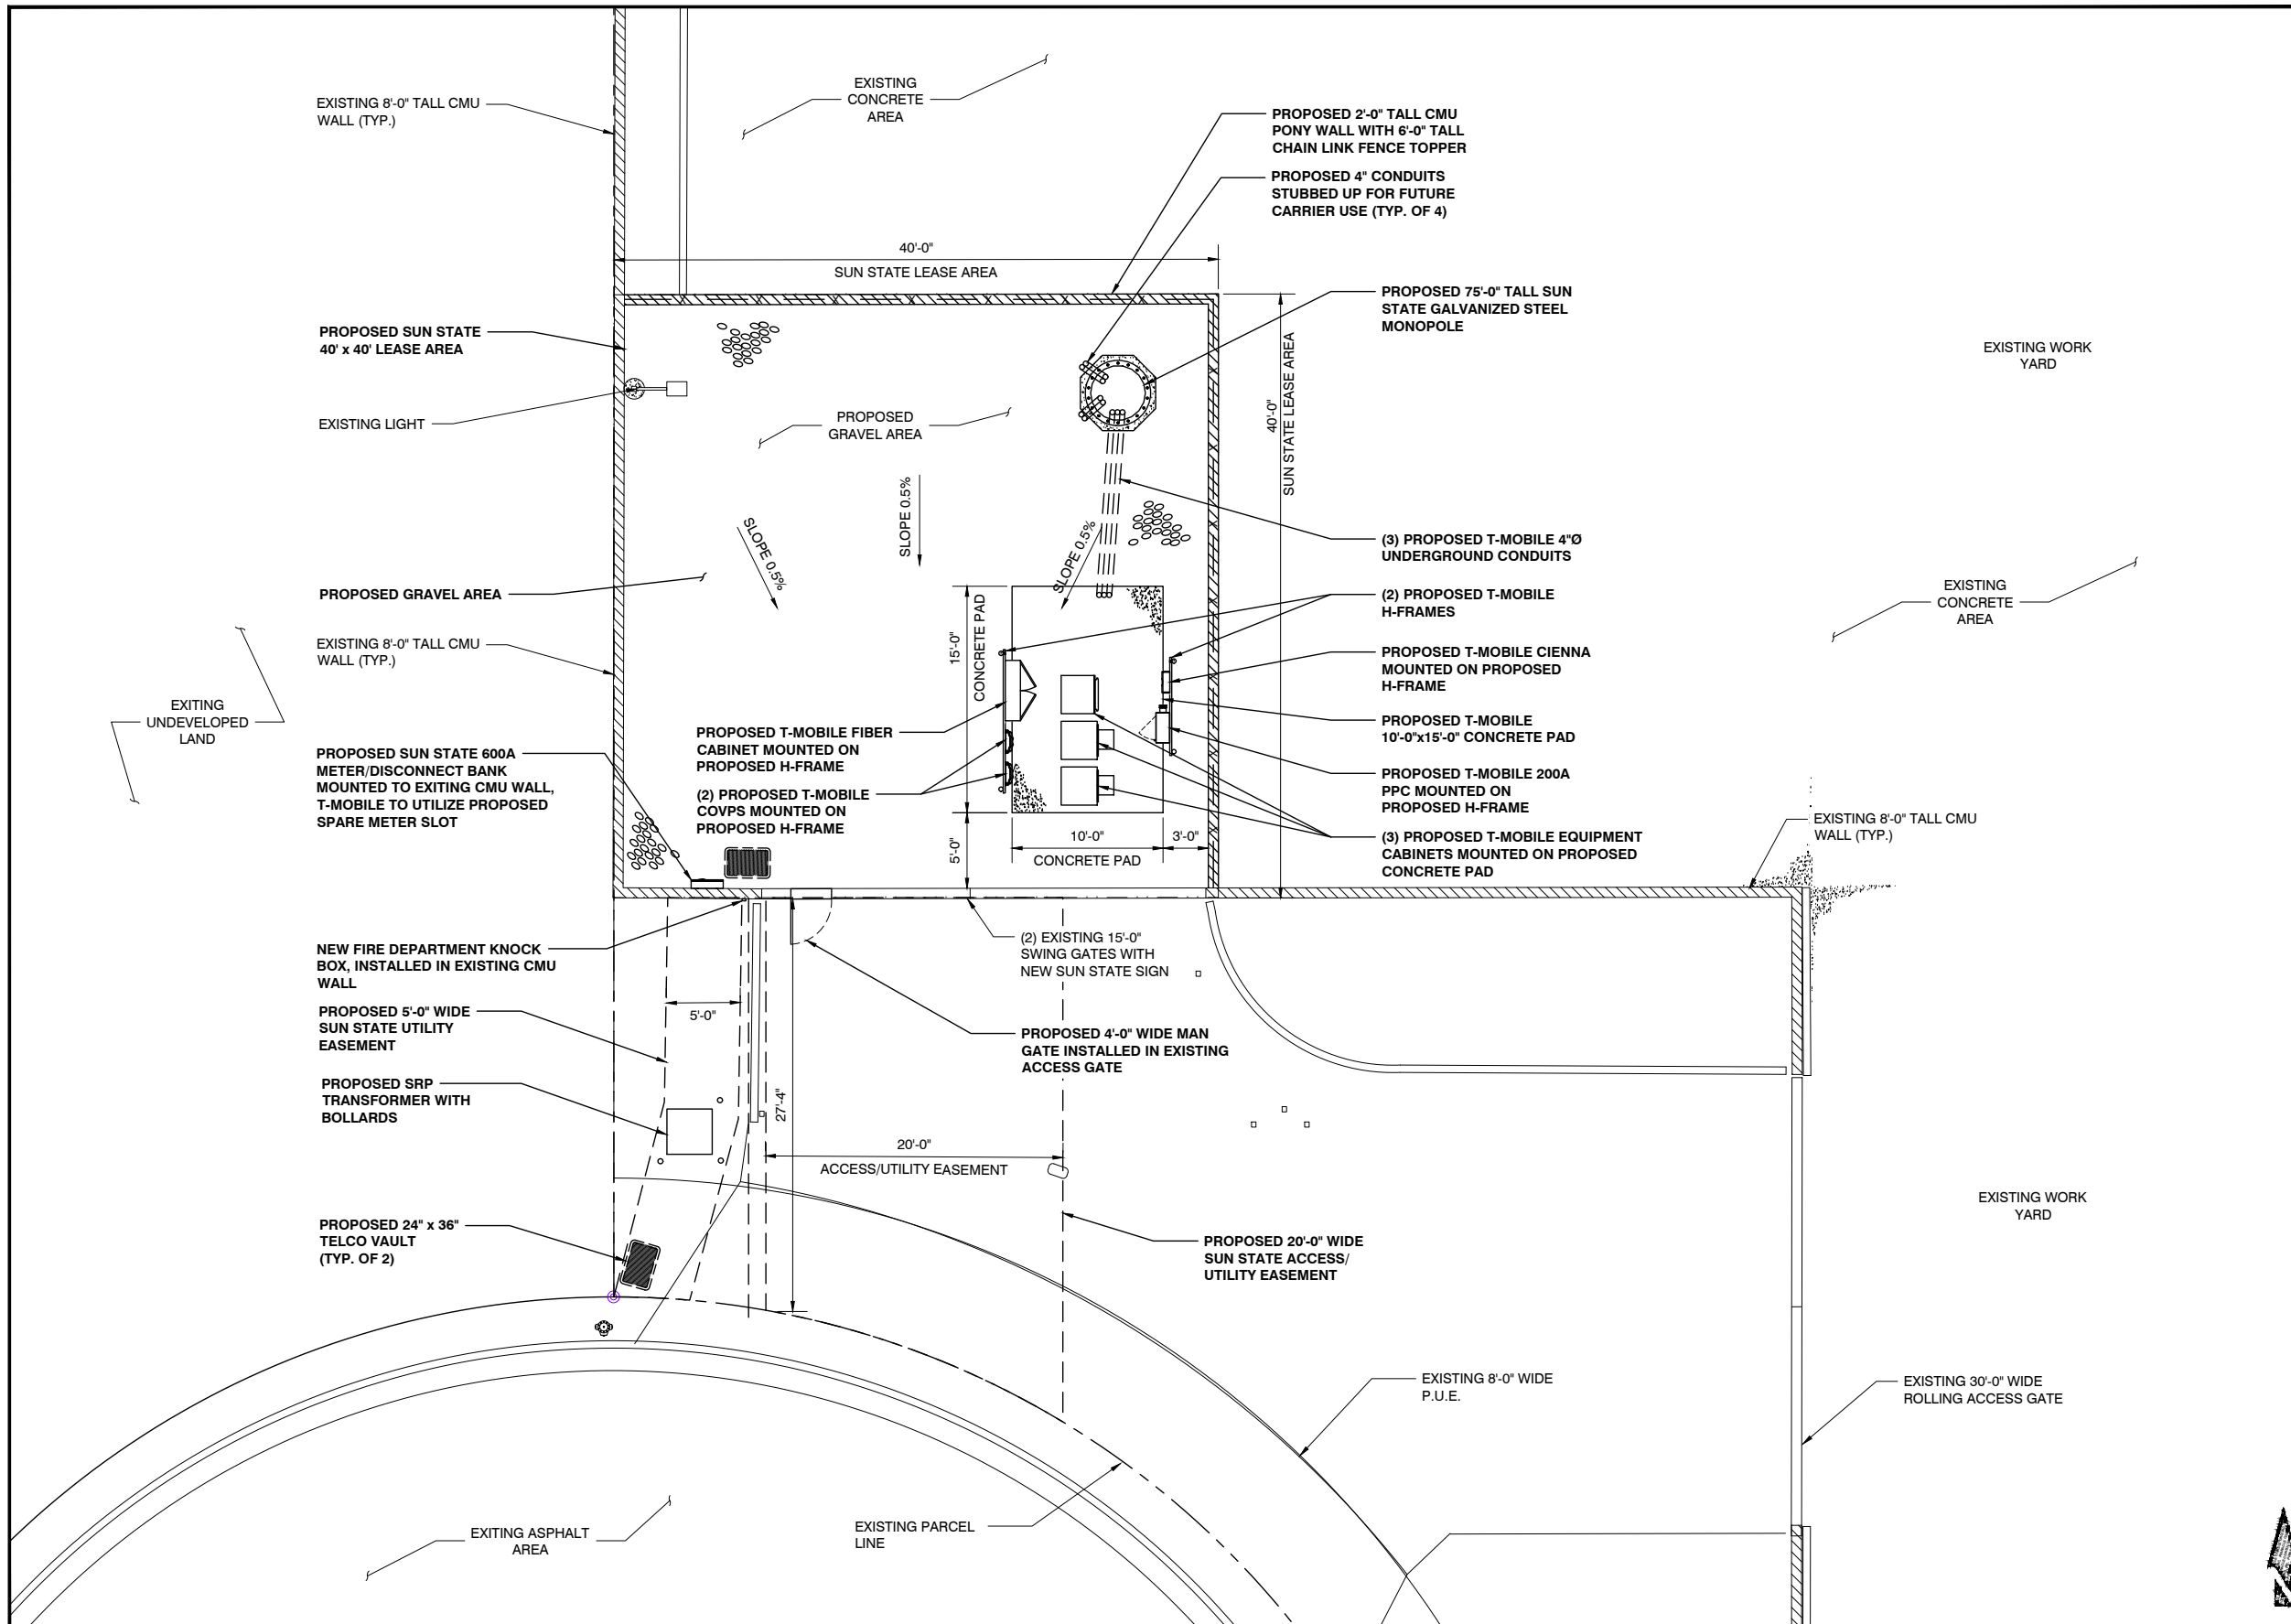 EXISTING 8'-0" TALL CMU
WALL (TYP.)
EXISTING
CONCRETE
AREA
PROPOSED 2'-0" TALL CMU
PONY WALL WITH 6'-0" TALL
CHAIN LINK FENCE TOPPER
PROPOSED 4" CONDUITS
STUBBED UP FOR FUTURE
CARRIER USE (TYP. OF 4)
40'-0"
SUN STATE LEASE AREA
PROPOSED 75'-0" TALL SUN
STATE GALVANIZED STEEL
MONOPOLE
PROPOSED SUN STATE
40' x 40' LEASE AREA
EXISTING WORK
YARD
40'-0"
SUN STATE LEASE AREA
EXISTING LIGHT
PROPOSED
GRAVEL AREA
SLOPE 0.5%
SLOPE 0.5%
SLOPE 0.5%
(3) PROPOSED T-MOBILE 4"Ø
UNDERGROUND CONDUITS
PROPOSED GRAVEL AREA
(2) PROPOSED T-MOBILE
H-FRAMES
EXISTING
CONCRETE
AREA
15'-0"
CONCRETE PAD
EXISTING 8'-0" TALL CMU
WALL (TYP.)
PROPOSED T-MOBILE CIENNA
MOUNTED ON PROPOSED
H-FRAME
EXITING
UNDEVELOPED
LAND
PROPOSED T-MOBILE
10'-0"x15'-0" CONCRETE PAD
PROPOSED T-MOBILE FIBER
CABINET MOUNTED ON
PROPOSED H-FRAME
PROPOSED SUN STATE 600A
METER/DISCONNECT BANK
MOUNTED TO EXITING CMU WALL,
T-MOBILE TO UTILIZE PROPOSED
SPARE METER SLOT
PROPOSED T-MOBILE 200A
PPC MOUNTED ON
PROPOSED H-FRAME
(2) PROPOSED T-MOBILE
COVPS MOUNTED ON
PROPOSED H-FRAME
EXISTING 8'-0" TALL CMU
WALL (TYP.)
(3) PROPOSED T-MOBILE EQUIPMENT
CABINETS MOUNTED ON PROPOSED
CONCRETE PAD
5'-0"
10'-0"
CONCRETE PAD
3'-0"
NEW FIRE DEPARTMENT KNOCK
BOX, INSTALLED IN EXISTING CMU
WALL
(2) EXISTING 15'-0"
SWING GATES WITH
NEW SUN STATE SIGN
PROPOSED 5'-0" WIDE
SUN STATE UTILITY
EASEMENT
5'-0"
PROPOSED 4'-0" WIDE MAN
GATE INSTALLED IN EXISTING
ACCESS GATE
PROPOSED SRP
TRANSFORMER WITH
BOLLARDS
27'-4"
20'-0"
ACCESS/UTILITY EASEMENT
EXISTING WORK
YARD
PROPOSED 24" x 36"
TELCO VAULT
(TYP. OF 2)
PROPOSED 20'-0" WIDE
SUN STATE ACCESS/
UTILITY EASEMENT
EXISTING 8'-0" WIDE
P.U.E.
EXISTING 30'-0" WIDE
ROLLING ACCESS GATE
EXITING ASPHALT
AREA
EXISTING PARCEL
LINE